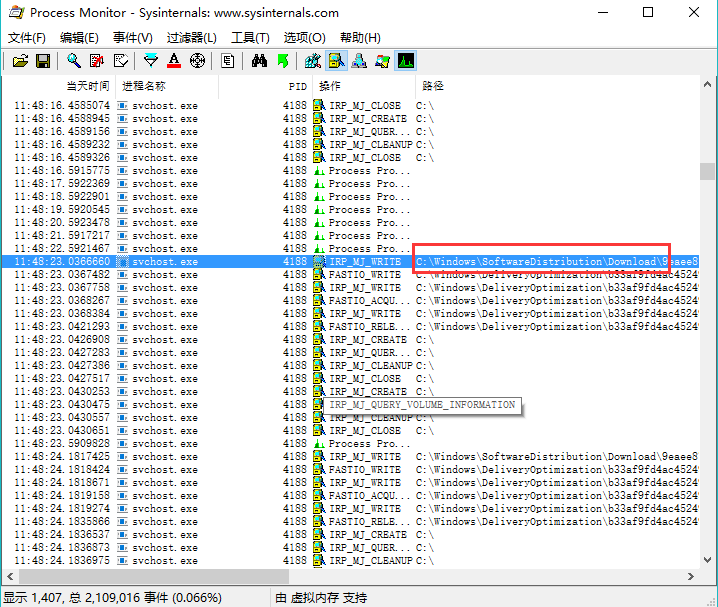 Process Monitor - Sysinternals: www.sysinternals.com
文件(F) 编辑(E) 事件(V) 过滤器(L) 工具(T) 选项(O) 帮助(H)
当天时间 进程名称 PID 操作 路径
11:48:16.4585074 svchost.exe 4188 IRP_MJ_CLOSE C:\
11:48:16.4588945 svchost.exe 4188 IRP_MJ_CREATE C:\
11:48:16.4589156 svchost.exe 4188 IRP_MJ_QUER... C:\
11:48:16.4589232 svchost.exe 4188 IRP_MJ_CLEANUP C:\
11:48:16.4589326 svchost.exe 4188 IRP_MJ_CLOSE C:\
11:48:16.5915775 svchost.exe 4188 Process Pro...
11:48:17.5922369 svchost.exe 4188 Process Pro...
11:48:18.5922901 svchost.exe 4188 Process Pro...
11:48:19.5920545 svchost.exe 4188 Process Pro...
11:48:20.5923478 svchost.exe 4188 Process Pro...
11:48:21.5917217 svchost.exe 4188 Process Pro...
11:48:22.5921467 svchost.exe 4188 Process Pro...
11:48:23.0366660 svchost.exe 4188 IRP_MJ_WRITE C:\Windows\SoftwareDistribution\Download\9eaee8
11:48:23.0367482 svchost.exe 4188 FASTIO_WRITE C:\Windows\DeliveryOptimization\b33af9fd4ac4524
11:48:23.0367758 svchost.exe 4188 IRP_MJ_WRITE C:\Windows\DeliveryOptimization\b33af9fd4ac4524
11:48:23.0368267 svchost.exe 4188 FASTIO_ACQU... C:\Windows\DeliveryOptimization\b33af9fd4ac4524
11:48:23.0368384 svchost.exe 4188 IRP_MJ_WRITE C:\Windows\DeliveryOptimization\b33af9fd4ac4524
11:48:23.0421293 svchost.exe 4188 FASTIO_RELE... C:\Windows\DeliveryOptimization\b33af9fd4ac4524
11:48:23.0426908 svchost.exe 4188 IRP_MJ_CREATE C:\
11:48:23.0427283 svchost.exe 4188 IRP_MJ_QUER... C:\
11:48:23.0427386 svchost.exe 4188 IRP_MJ_CLEANUP C:\
11:48:23.0427517 svchost.exe 4188 IRP_MJ_CLOSE C:\
11:48:23.0430253 svchost.exe 4188 IRP_MJ_CREATE C:\
11:48:23.0430475 svchost.exe 4188 IRP_MJ_QUERY_VOLUME_INFORMATION
11:48:23.0430557 svchost.exe 4188 IRP_MJ_CLEANUP C:\
11:48:23.0430651 svchost.exe 4188 IRP_MJ_CLOSE C:\
11:48:23.5909828 svchost.exe 4188 Process Pro...
11:48:24.1817425 svchost.exe 4188 IRP_MJ_WRITE C:\Windows\SoftwareDistribution\Download\9eaee8
11:48:24.1818424 svchost.exe 4188 FASTIO_WRITE C:\Windows\DeliveryOptimization\b33af9fd4ac4524
11:48:24.1818671 svchost.exe 4188 IRP_MJ_WRITE C:\Windows\DeliveryOptimization\b33af9fd4ac4524
11:48:24.1819158 svchost.exe 4188 FASTIO_ACQU... C:\Windows\DeliveryOptimization\b33af9fd4ac4524
11:48:24.1819274 svchost.exe 4188 IRP_MJ_WRITE C:\Windows\DeliveryOptimization\b33af9fd4ac4524
11:48:24.1835866 svchost.exe 4188 FASTIO_RELE... C:\Windows\DeliveryOptimization\b33af9fd4ac4524
11:48:24.1836537 svchost.exe 4188 IRP_MJ_CREATE C:\
11:48:24.1836873 svchost.exe 4188 IRP_MJ_QUER... C:\
11:48:24.1836975 svchost.exe 4188 IRP_MJ_CLEANUP C:\
显示 1,407, 总 2,109,016 事件 (0.066%) 由 虚拟内存 支持